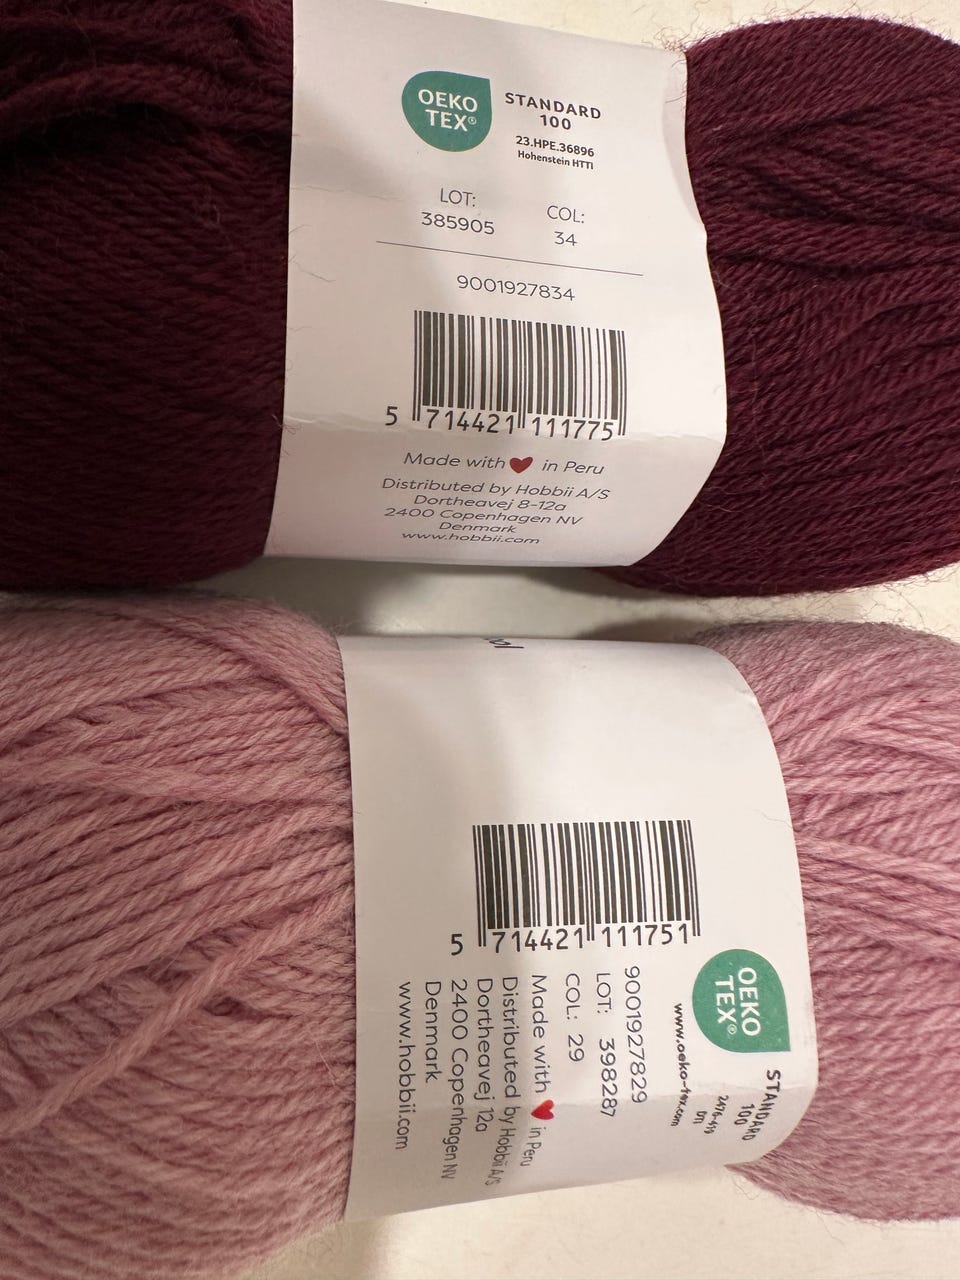 OEKO
TEX®
STANDARD
100
23.HPE.36896
Hohenstein HTTI
LOT:
385905
COL:
34
9001927834
5 714421 111775
Made with ❤ in Peru
Distributed by Hobbii A/S
Dortheavej 8-12a
2400 Copenhagen NV
Denmark
www.hobbii.com
5 714421 111751
OEKO
TEX®
STANDARD
100
www.oeko-tex.com
9001927829
LOT: 398287
COL: 29
Made with ❤ in Peru
Distributed by Hobbii A/S
Dortheavej 12a
2400 Copenhagen NV
Denmark
www.hobbii.com